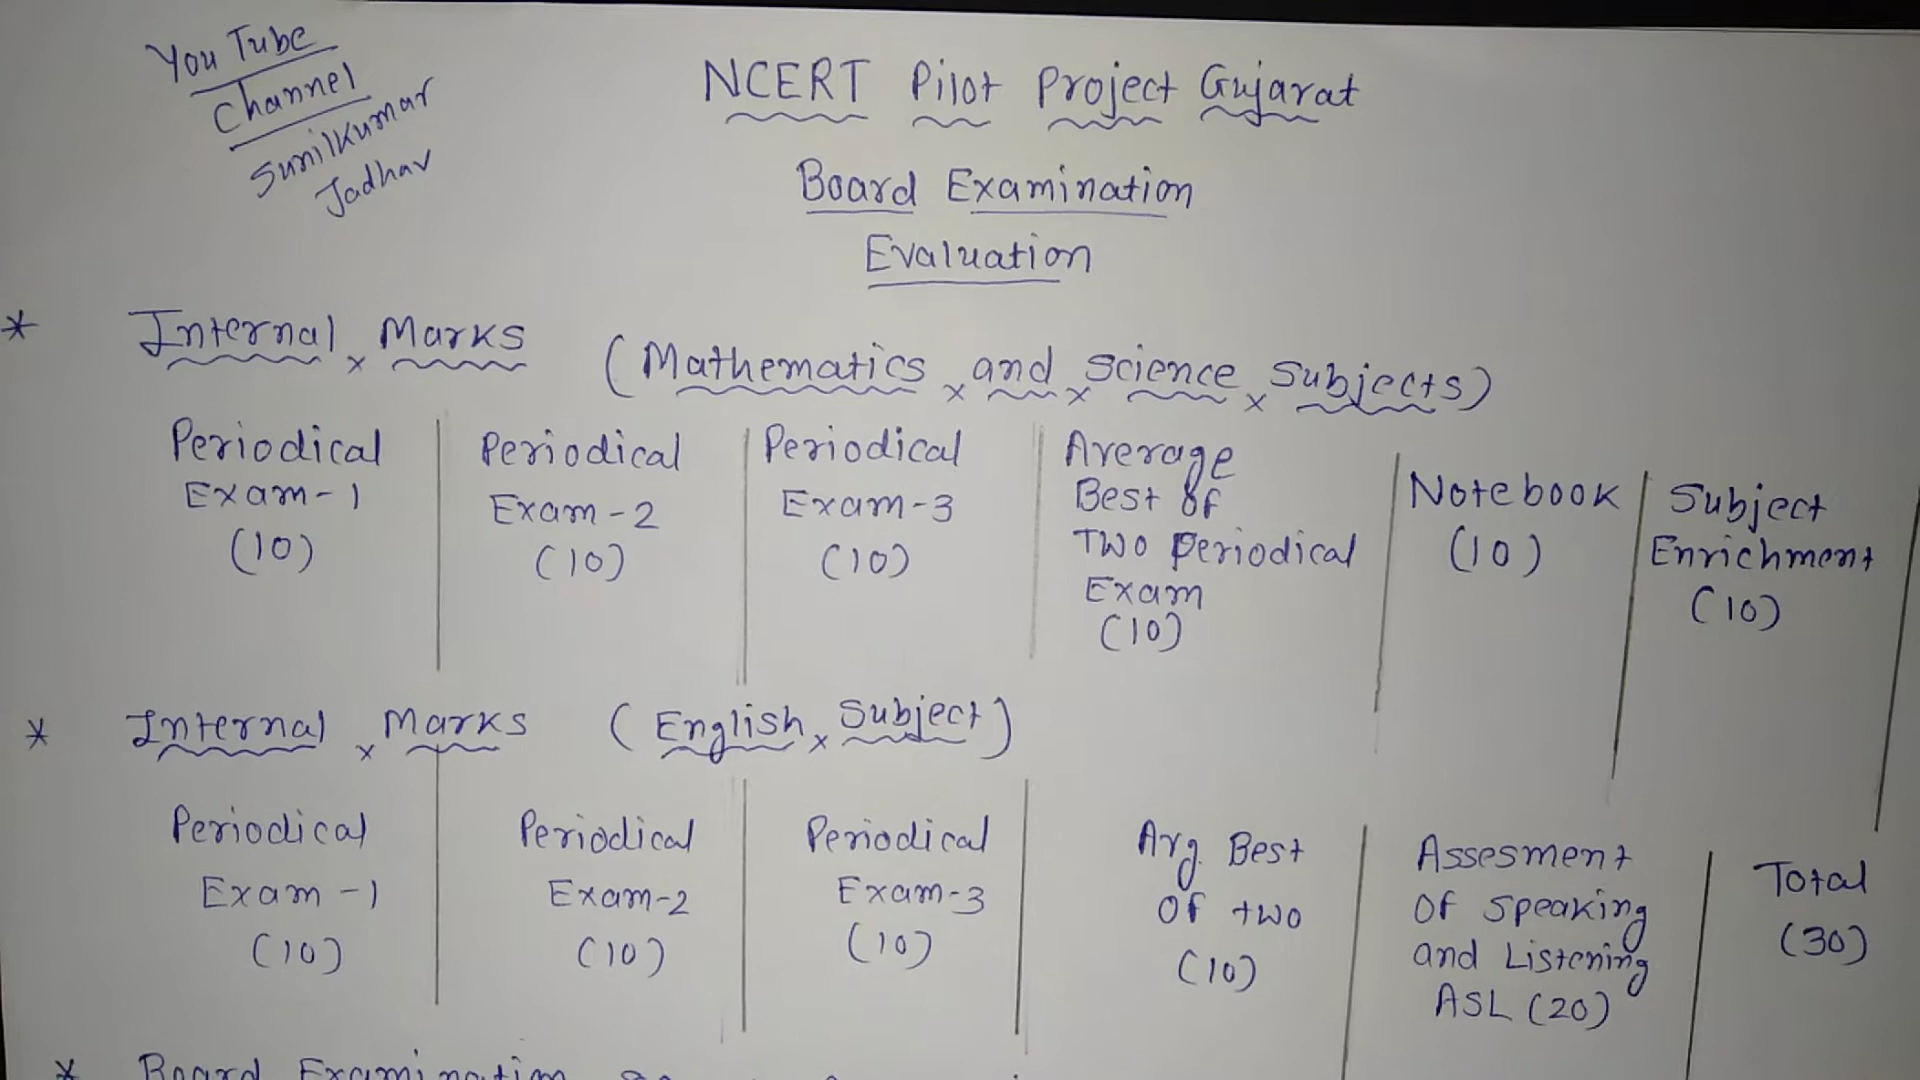 YouTube
Channel
Sunilkumar
Jadhav
NCERT Pilot Project Gujarat
Board Examination
Evaluation
* Internal Marks (Mathematics and Science Subjects)
Periodical
Exam-1
(10)
Periodical
Exam-2
(10)
Periodical
Exam-3
(10)
Average
Best of
Two Periodical
Exam
(10)
Notebook
(10)
Subject
Enrichment
(10)
* Internal Marks (English Subject)
Periodical
Exam-1
(10)
Periodical
Exam-2
(10)
Periodical
Exam-3
(10)
Avg. Best
of two
(10)
Assesment
of speaking
and Listening
ASL (20)
Total
(30)
* Board Examination